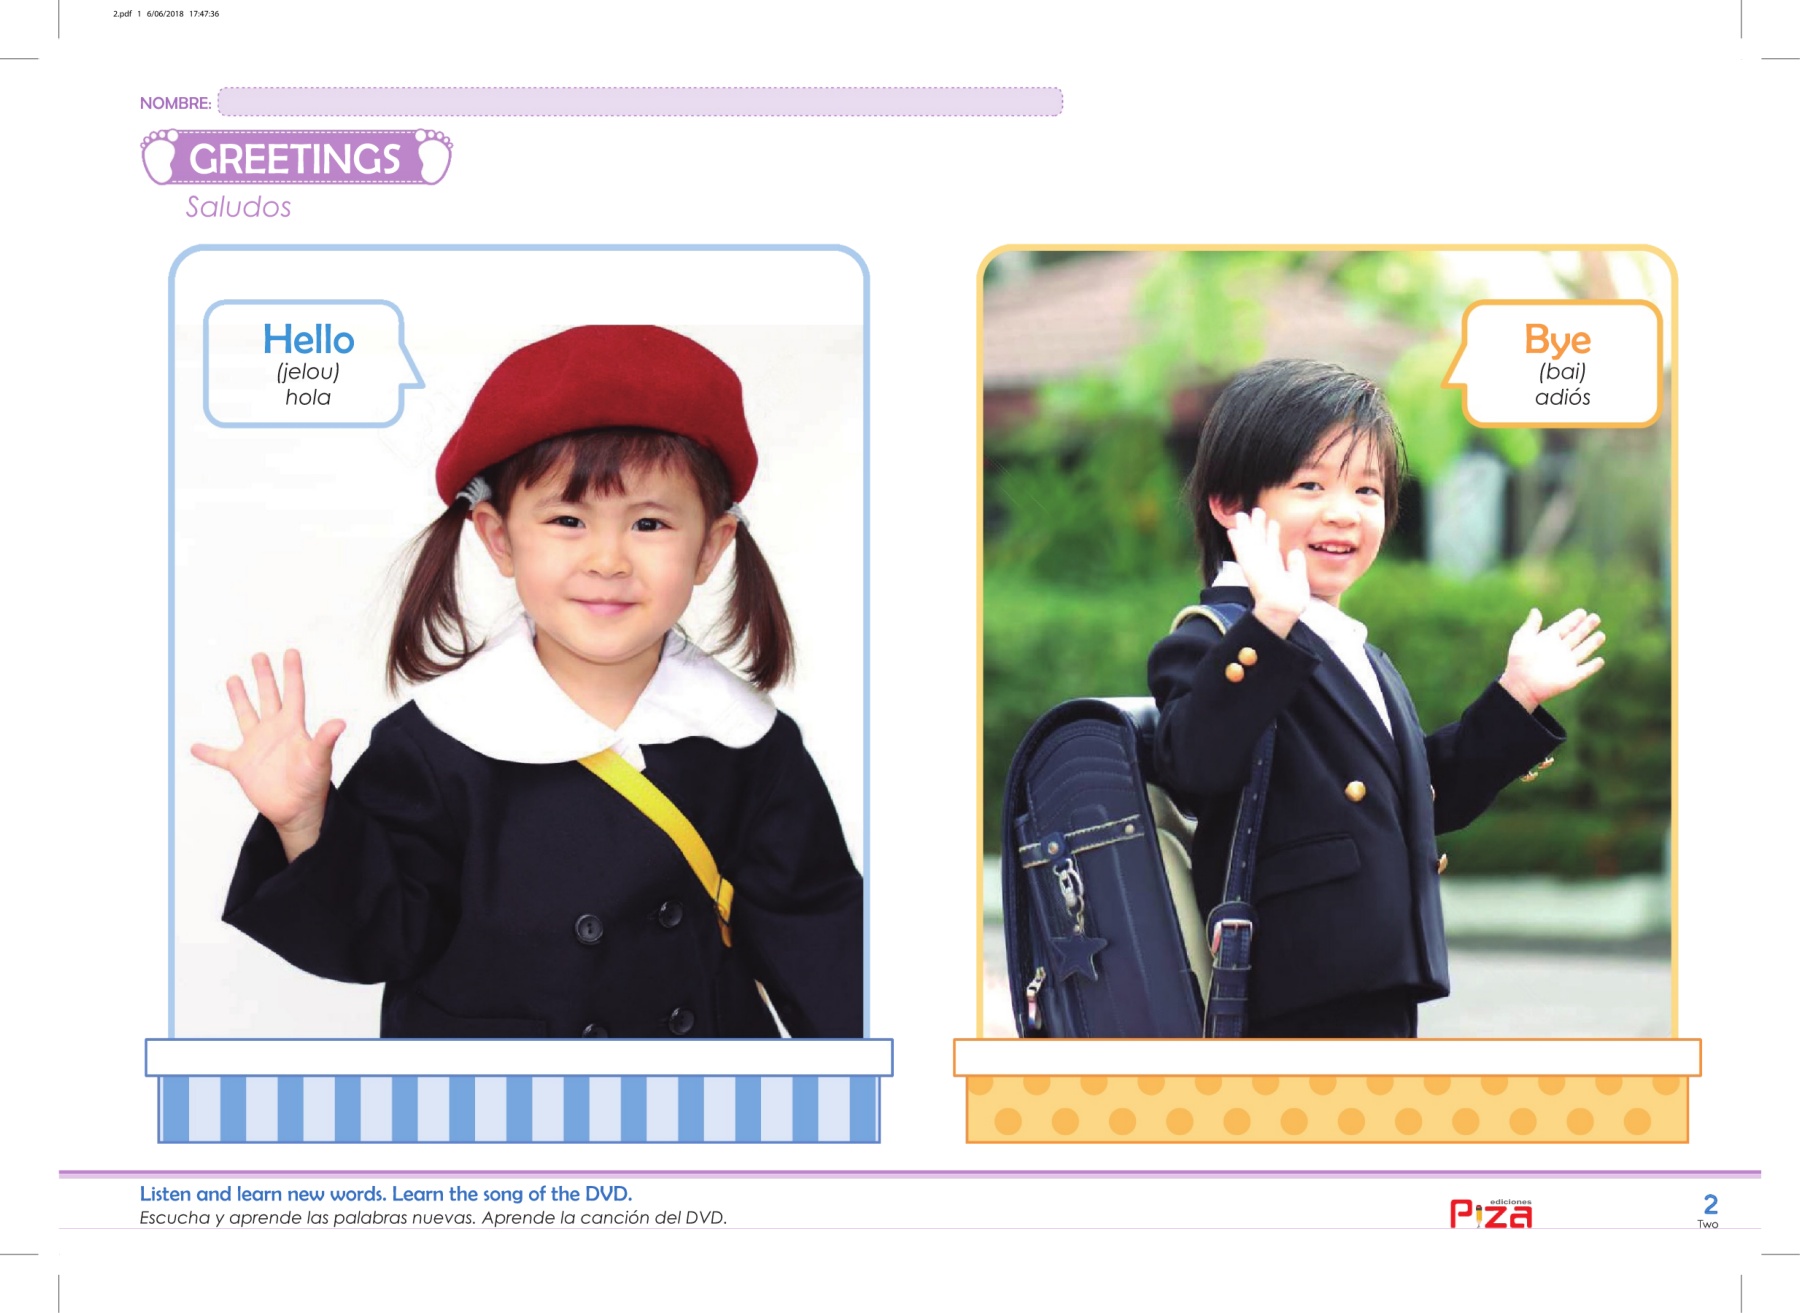 2.pdf 1 6/06/2018 17:47:36
NOMBRE:
GREETINGS
Saludos
Hello
(jelou)
hola
Bye
(bai)
adiós
Listen and learn new words. Learn the song of the DVD.
Escucha y aprende las palabras nuevas. Aprende la canción del DVD.
ediciones
Piza
2
Two